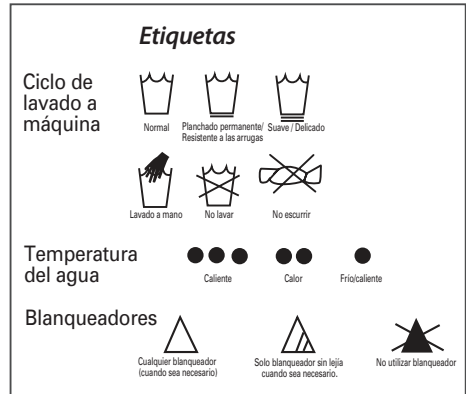 Etiquetas
Ciclo de
lavado a
máquina
Normal
Planchado permanente/
Resistente a las arrugas
Suave / Delicado
Lavado a mano
No lavar
No escurrir
Temperatura
del agua
Caliente
Calor
Frío/caliente
Blanqueadores
Cualquier blanqueador
(cuando sea necesario)
Solo blanqueador sin lejía
cuando sea necesario.
No utilizar blanqueador